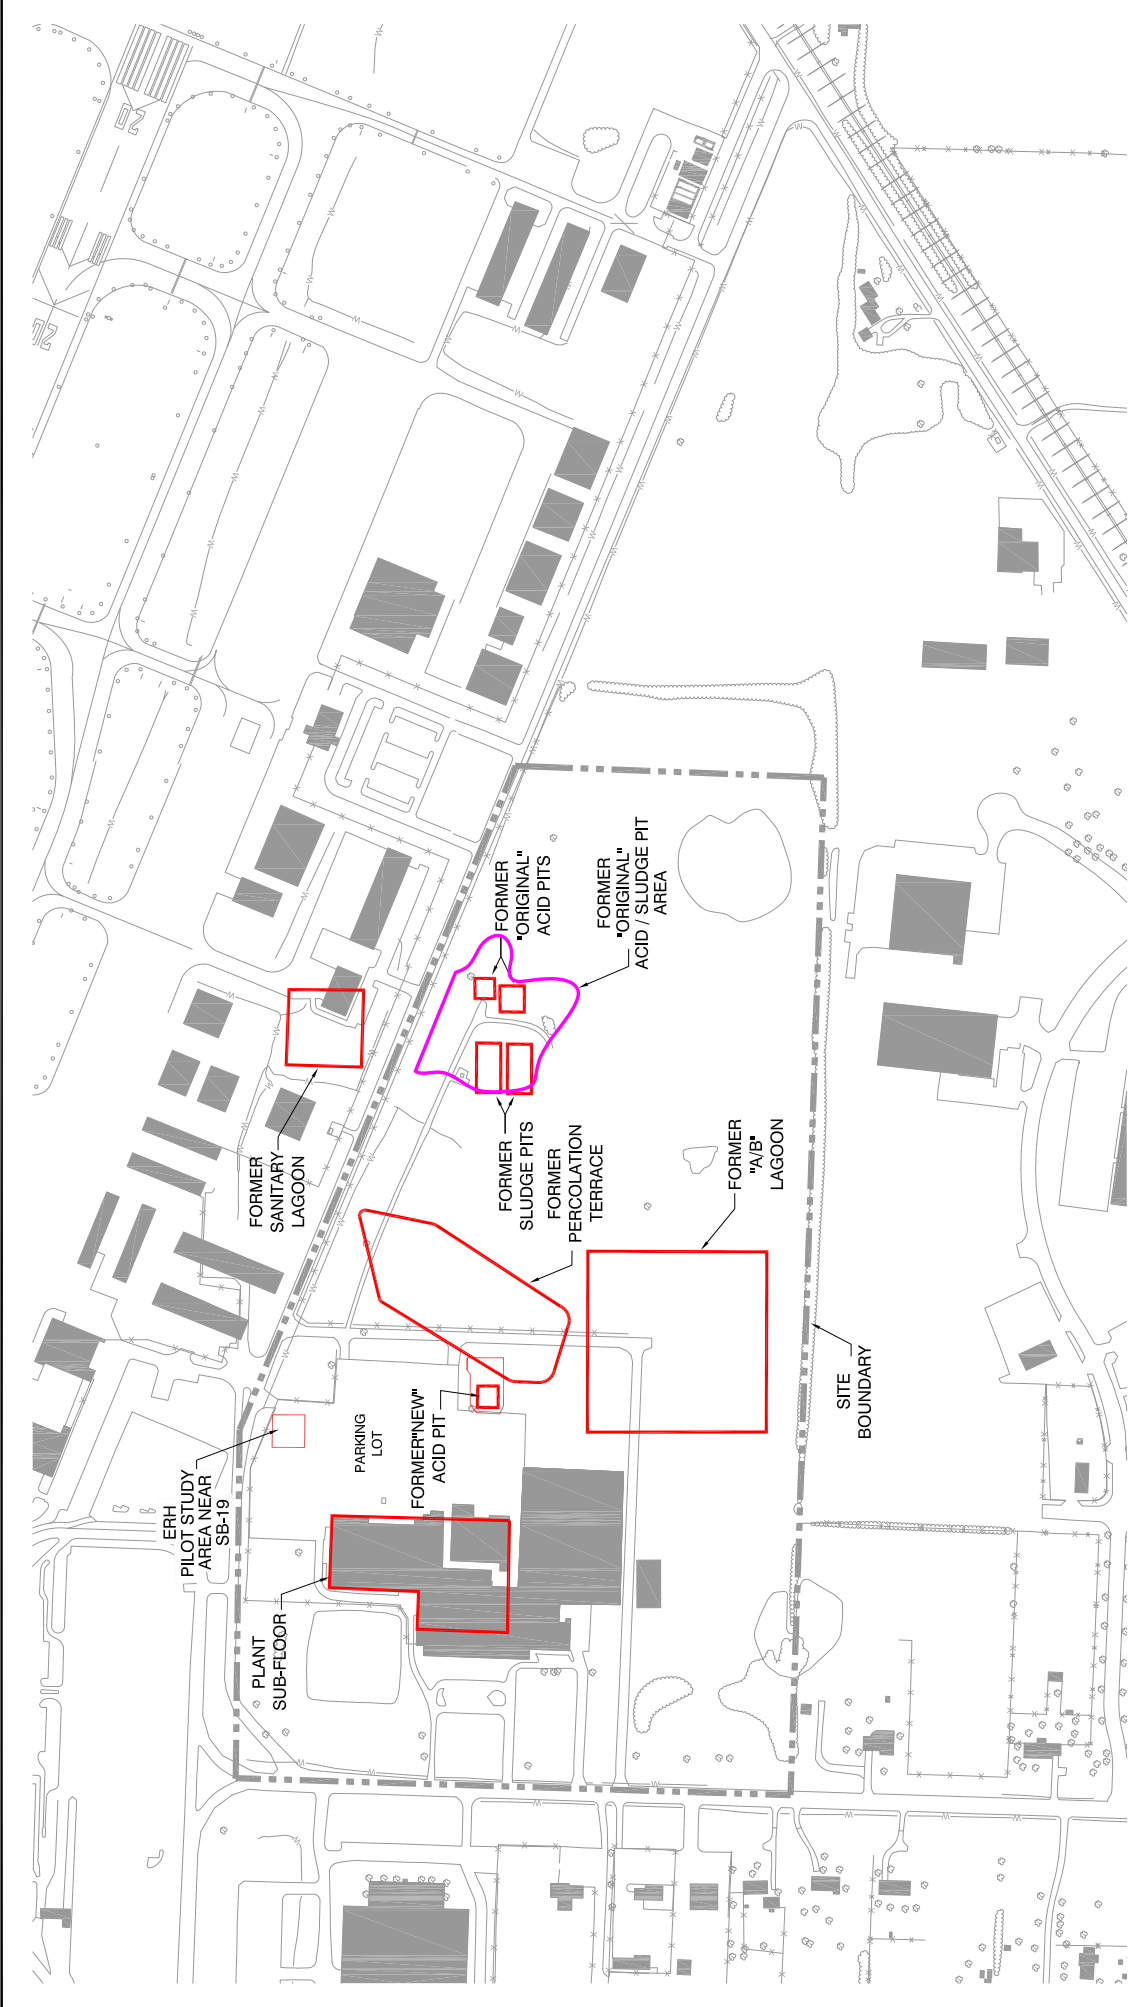 FORMER
"ORIGINAL"
ACID PITS
FORMER
"ORIGINAL"
ACID / SLUDGE PIT
AREA
FORMER
SANITARY
LAGOON
FORMER
SLUDGE PITS
FORMER
PERCOLATION
TERRACE
FORMER
"A/B"
LAGOON
SITE
BOUNDARY
FORMER"NEW"
ACID PIT
PARKING
LOT
ERH
PILOT STUDY
AREA NEAR
SB-19
PLANT
SUB-FLOOR
20